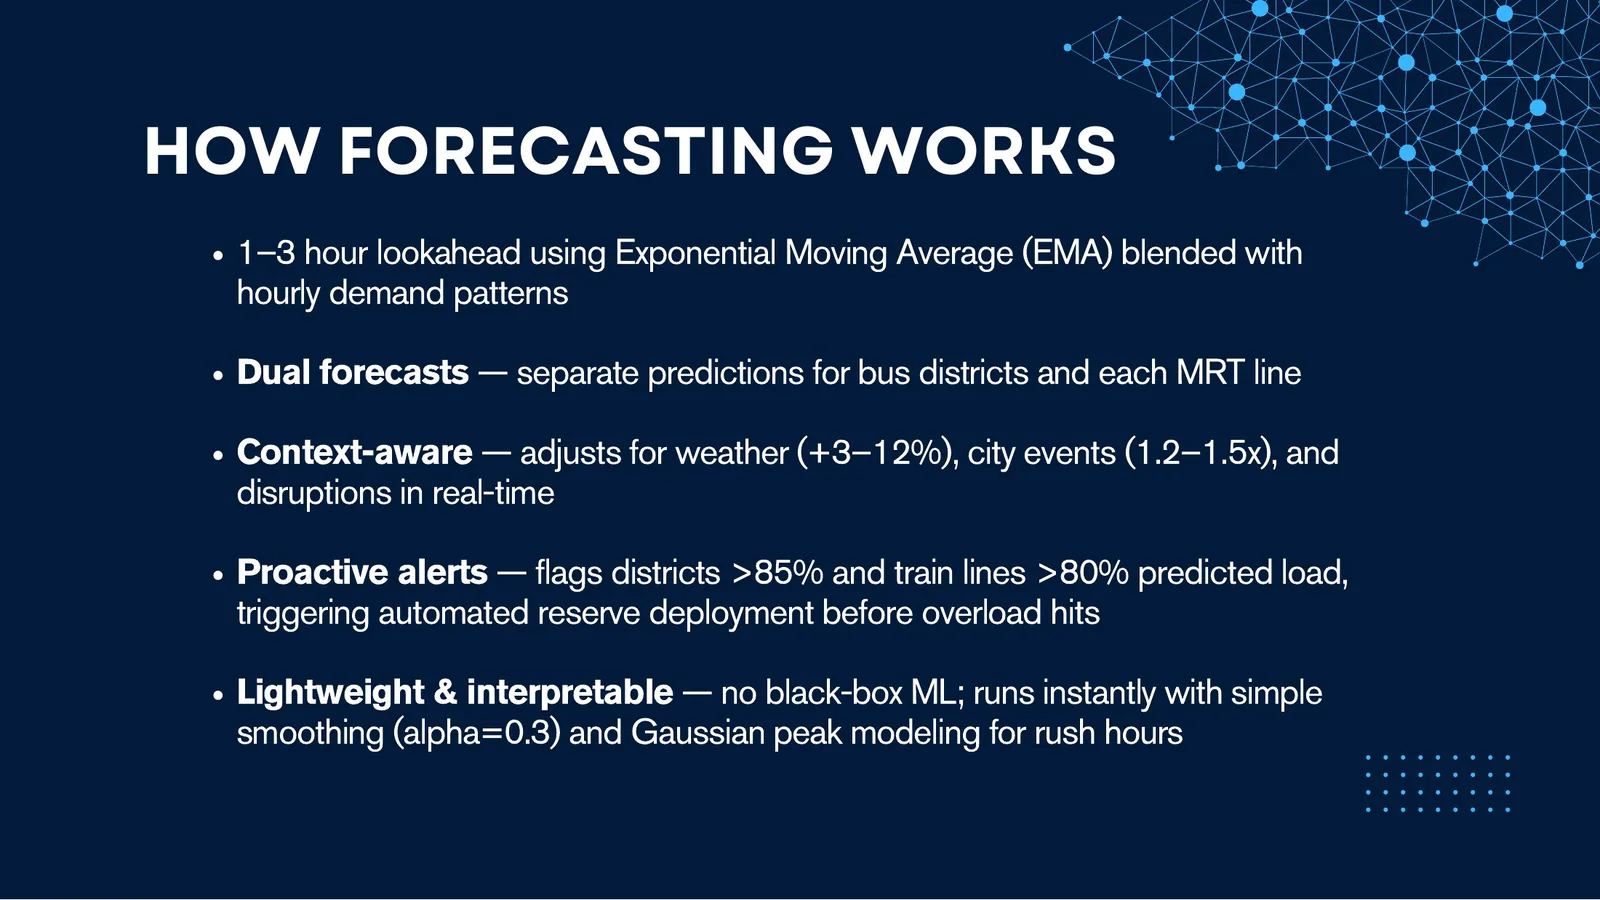 HOW FORECASTING WORKS
• 1–3 hour lookahead using Exponential Moving Average (EMA) blended with
hourly demand patterns
• Dual forecasts — separate predictions for bus districts and each MRT line
• Context-aware — adjusts for weather (+3–12%), city events (1.2–1.5x), and
disruptions in real-time
• Proactive alerts — flags districts >85% and train lines >80% predicted load,
triggering automated reserve deployment before overload hits
• Lightweight & interpretable — no black-box ML; runs instantly with simple
smoothing (alpha=0.3) and Gaussian peak modeling for rush hours